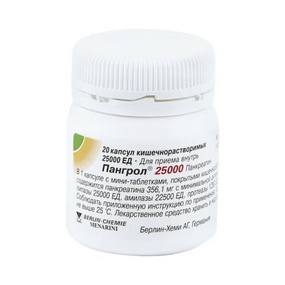 20 капсул кишечнорастворимых
25000 ЕД • Для приема внутрь
Пангрол® 25000 Панкреатин
В 1 капсуле с мини-таблетками, покрытыми кишечно
содержится панкреатина 356,1 мг с минимальной
липазы 25000 ЕД, амилазы 22500 ЕД, протеаз
Соблюдать приложенную инструкцию по применению
не выше 25 °C. Лекарственное средство хранить в
BERLIN-CHEMIE
MENARINI
Берлин-Хеми АГ, Германия